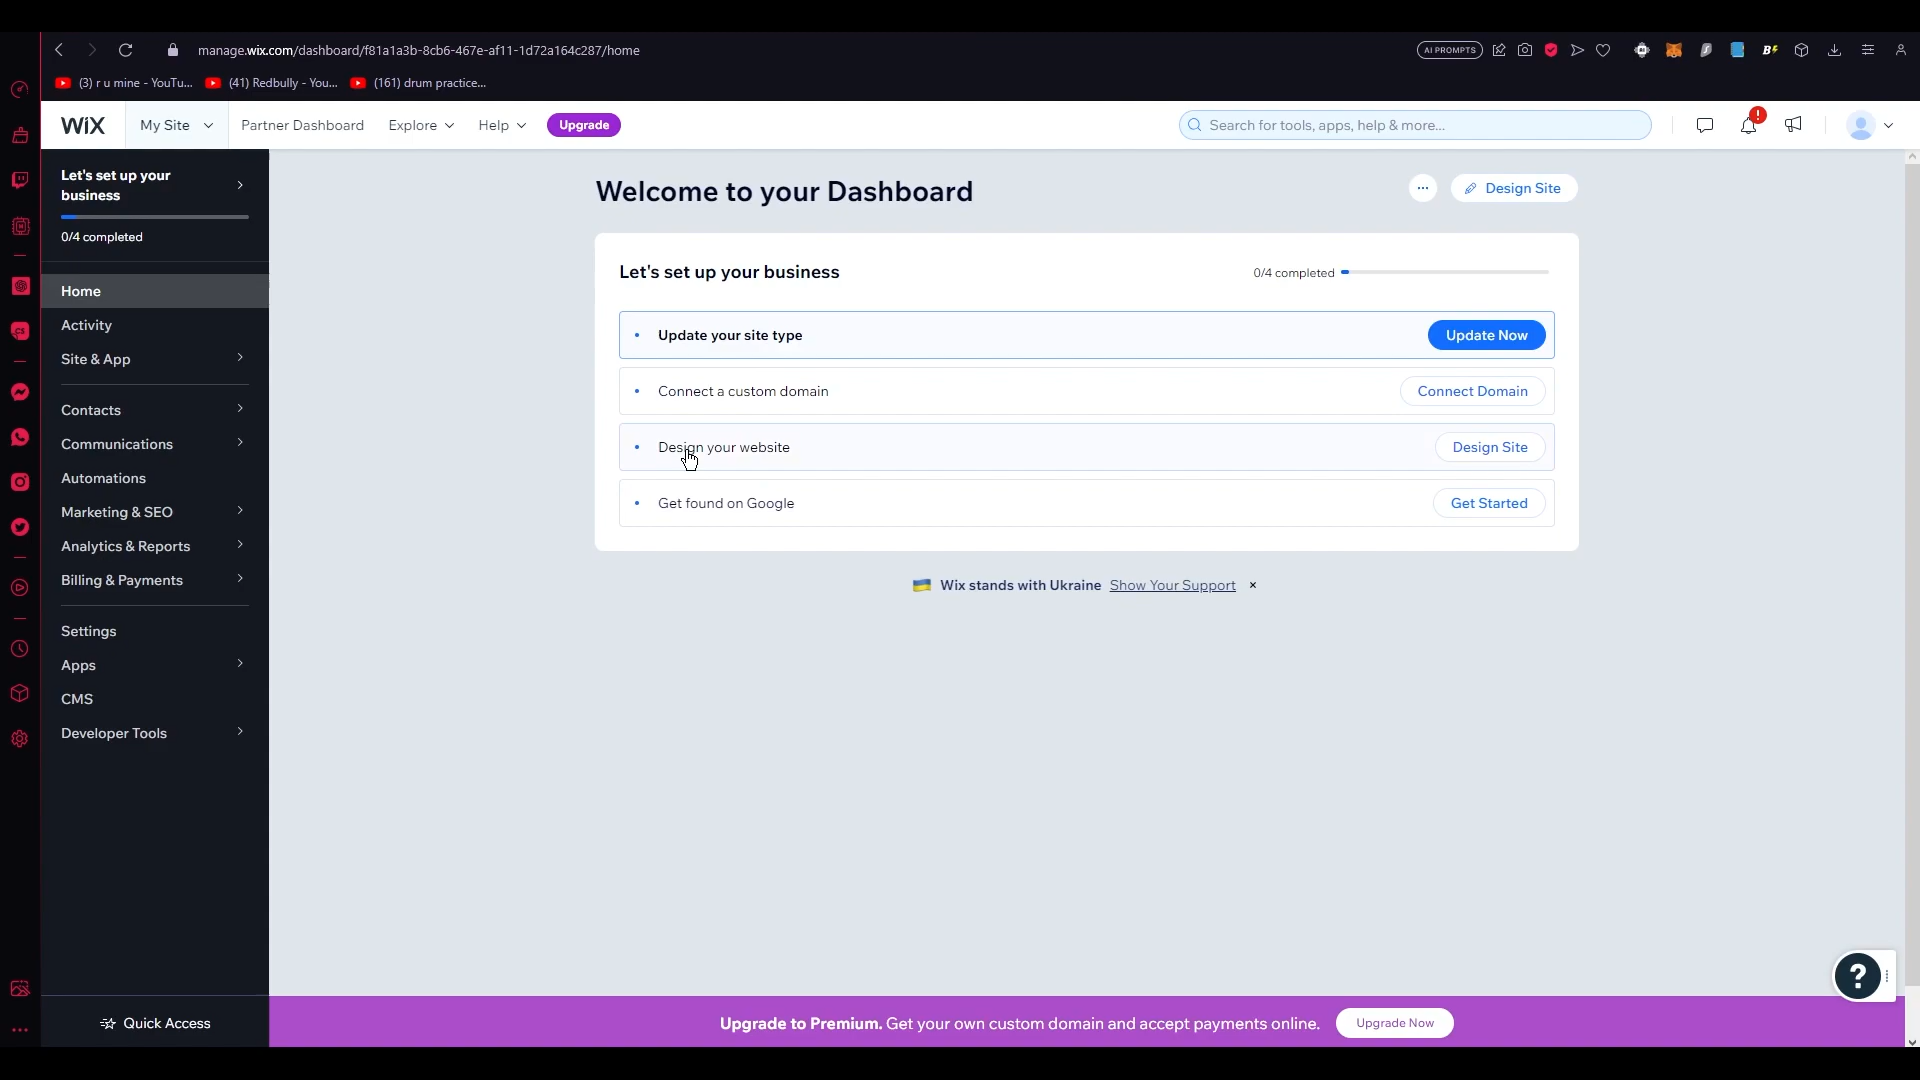 manage.wix.com/dashboard/f81a1a3b-8cb6-467e-af11-1d72a164c287/home
AI PROMPTS
(3) r u mine - YouTu...
(41) Redbully - You...
(161) drum practice...
WiX
My Site
Partner Dashboard
Explore
Help
Upgrade
Search for tools, apps, help & more...
Let's set up your
business
0/4 completed
Home
Activity
Site & App
Contacts
Communications
Automations
Marketing & SEO
Analytics & Reports
Billing & Payments
Settings
Apps
CMS
Developer Tools
Quick Access
Welcome to your Dashboard
Design Site
Let's set up your business
0/4 completed
Update your site type
Update Now
Connect a custom domain
Connect Domain
Design your website
Design Site
Get found on Google
Get Started
Wix stands with Ukraine Show Your Support
Upgrade to Premium. Get your own custom domain and accept payments online.
Upgrade Now